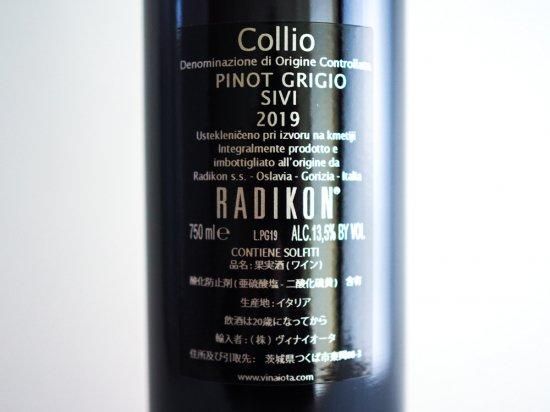 Collio
Denominazione di Origine Controllata
PINOT GRIGIO
SIVI
2019
Ustekleničeno pri izvoru na kmetiji
Integralmente prodotto e
imbottigliato all'origine da
Radikon s.s. - Oslavia - Gorizia - Italia
RADIKON®
750 ml e L.PG19 ALC.13,5% BY VOL.
CONTIENE SOLFITI
品名:果実酒(ワイン)
酸化防止剤(亜硫酸塩-二酸化硫黄) 含有
生産地:イタリア
飲酒は20歳になってから
輸入者:(株)ヴィナイオータ
住所及び引取先: 茨城県つくば市東岡
www.vinaiota.com